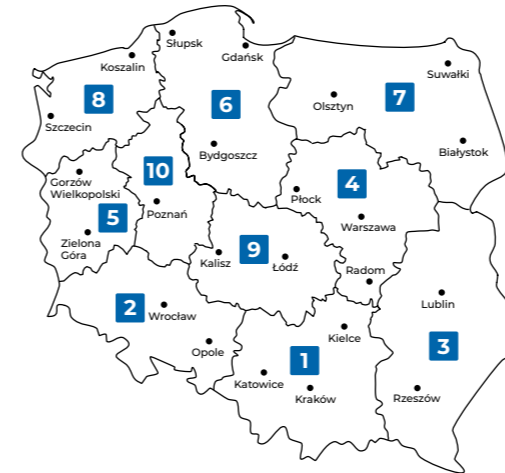 Słupsk
Gdańsk
Koszalin
Suwałki
8
6
7
Olsztyn
Szczecin
Bydgoszcz
Białystok
10
Gorzów
Wielkopolski
4
Płock
Poznań
5
Warszawa
Zielona
Góra
9
Kalisz
Łódź
Radom
2
Wrocław
Lublin
Kielce
Opole
3
1
Katowice
Kraków
Rzeszów